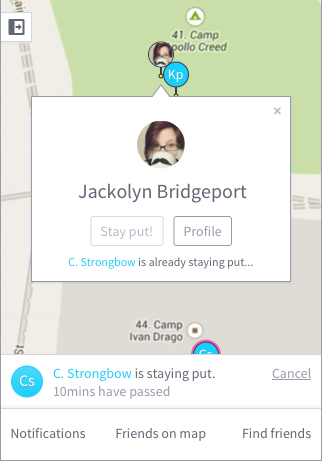 41. Camp
Apollo Creed
Kp
×
Jackolyn Bridgeport
Stay put!
Profile
C. Strongbow is already staying put...
44. Camp
Ivan Drago
Cs
St
Cs
C. Strongbow is staying put.
Cancel
10mins have passed
Notifications
Friends on map
Find friends